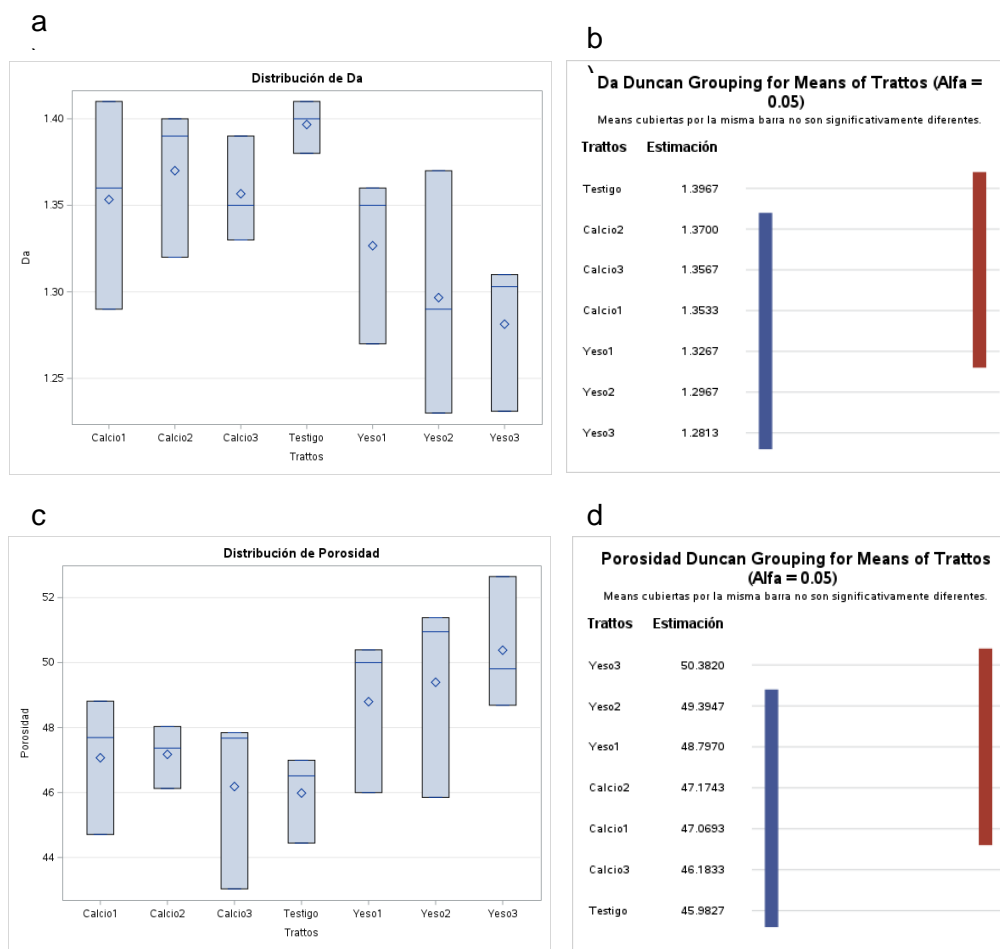 a
.
Distribución de Da
1.40
1.35
1.30
1.25
Da
Calcio1 Calcio2 Calcio3 Testigo Yeso1 Yeso2 Yeso3
Trattos
b
Da Duncan Grouping for Means of Trattos (Alfa =
0.05)
Means cubiertas por la misma barra no son significativamente diferentes.
Trattos Estimación
Testigo 1.3967
Calcio2 1.3700
Calcio3 1.3567
Calcio1 1.3533
Yeso1 1.3267
Yeso2 1.2967
Yeso3 1.2813
c
Distribución de Porosidad
52
50
48
46
44
Porosidad
Calcio1 Calcio2 Calcio3 Testigo Yeso1 Yeso2 Yeso3
Trattos
d
Porosidad Duncan Grouping for Means of Trattos
(Alfa = 0.05)
Means cubiertas por la misma barra no son significativamente diferentes.
Trattos Estimación
Yeso3 50.3820
Yeso2 49.3947
Yeso1 48.7970
Calcio2 47.1743
Calcio1 47.0693
Calcio3 46.1833
Testigo 45.9827